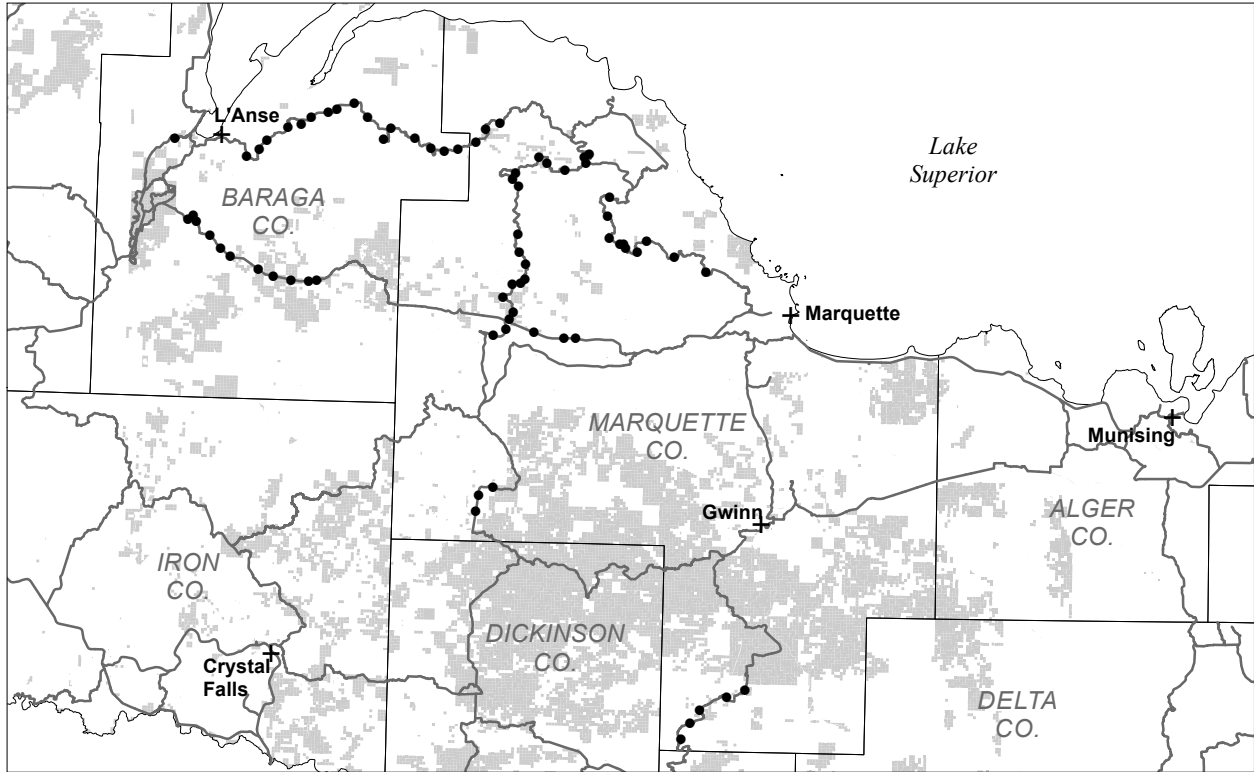 L'Anse
Lake
Superior
BARAGA
CO.
Marquette
MARQUETTE
CO.
Munising
Gwinn
ALGER
CO.
IRON
CO.
DICKINSON
CO.
Crystal
Falls
DELTA
CO.